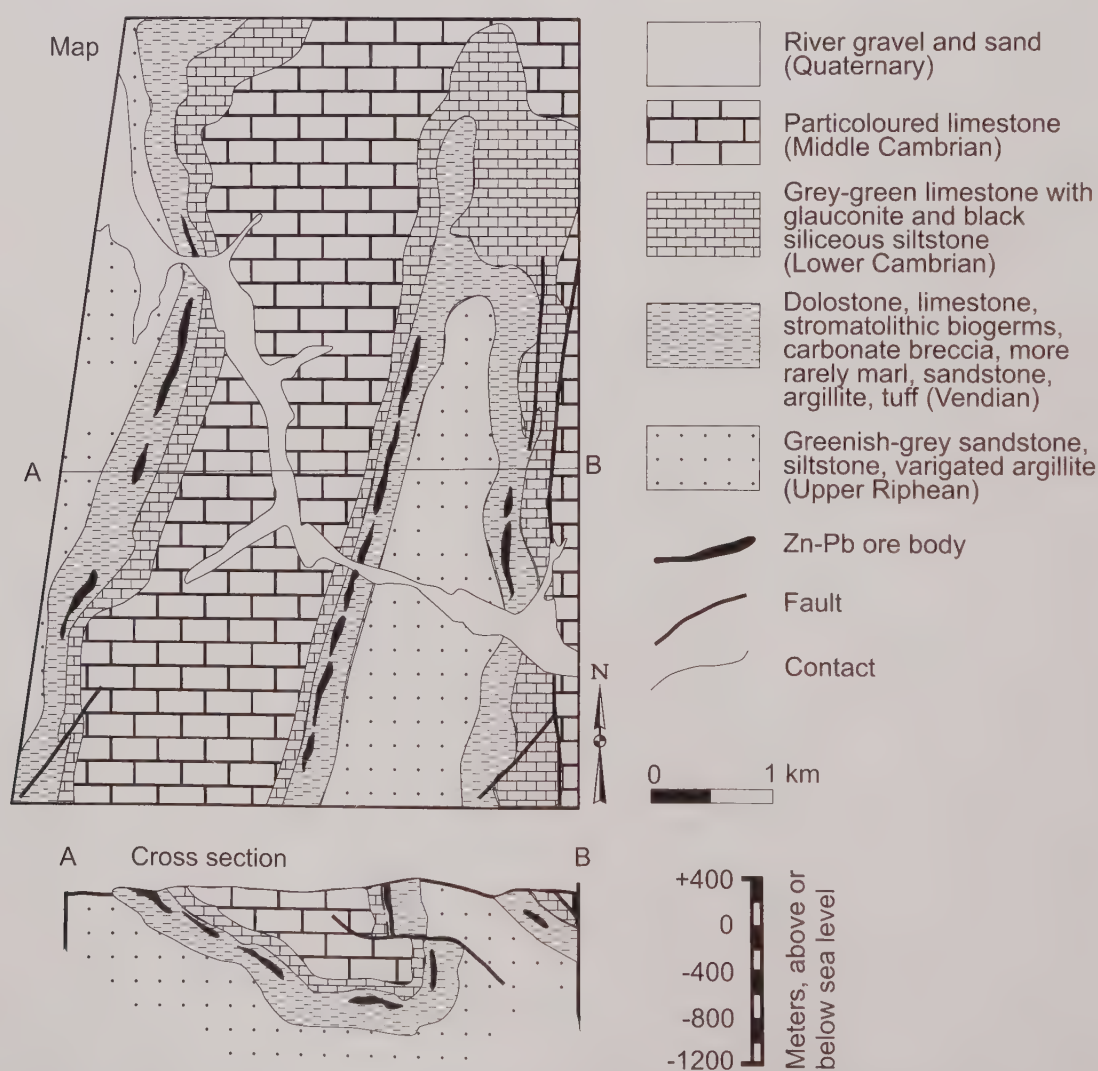 Map
A
B
N
0 1 km
River gravel and sand
(Quaternary)
Particoloured limestone
(Middle Cambrian)
Grey-green limestone with
glauconite and black
siliceous siltstone
(Lower Cambrian)
Dolostone, limestone,
stromatolithic biogerms,
carbonate breccia, more
rarely marl, sandstone,
argillite, tuff (Vendian)
Greenish-grey sandstone,
siltstone, varigated argillite
(Upper Riphean)
Zn-Pb ore body
Fault
Contact
A Cross section B
+400
0
-400
-800
-1200
Meters, above or
below sea level